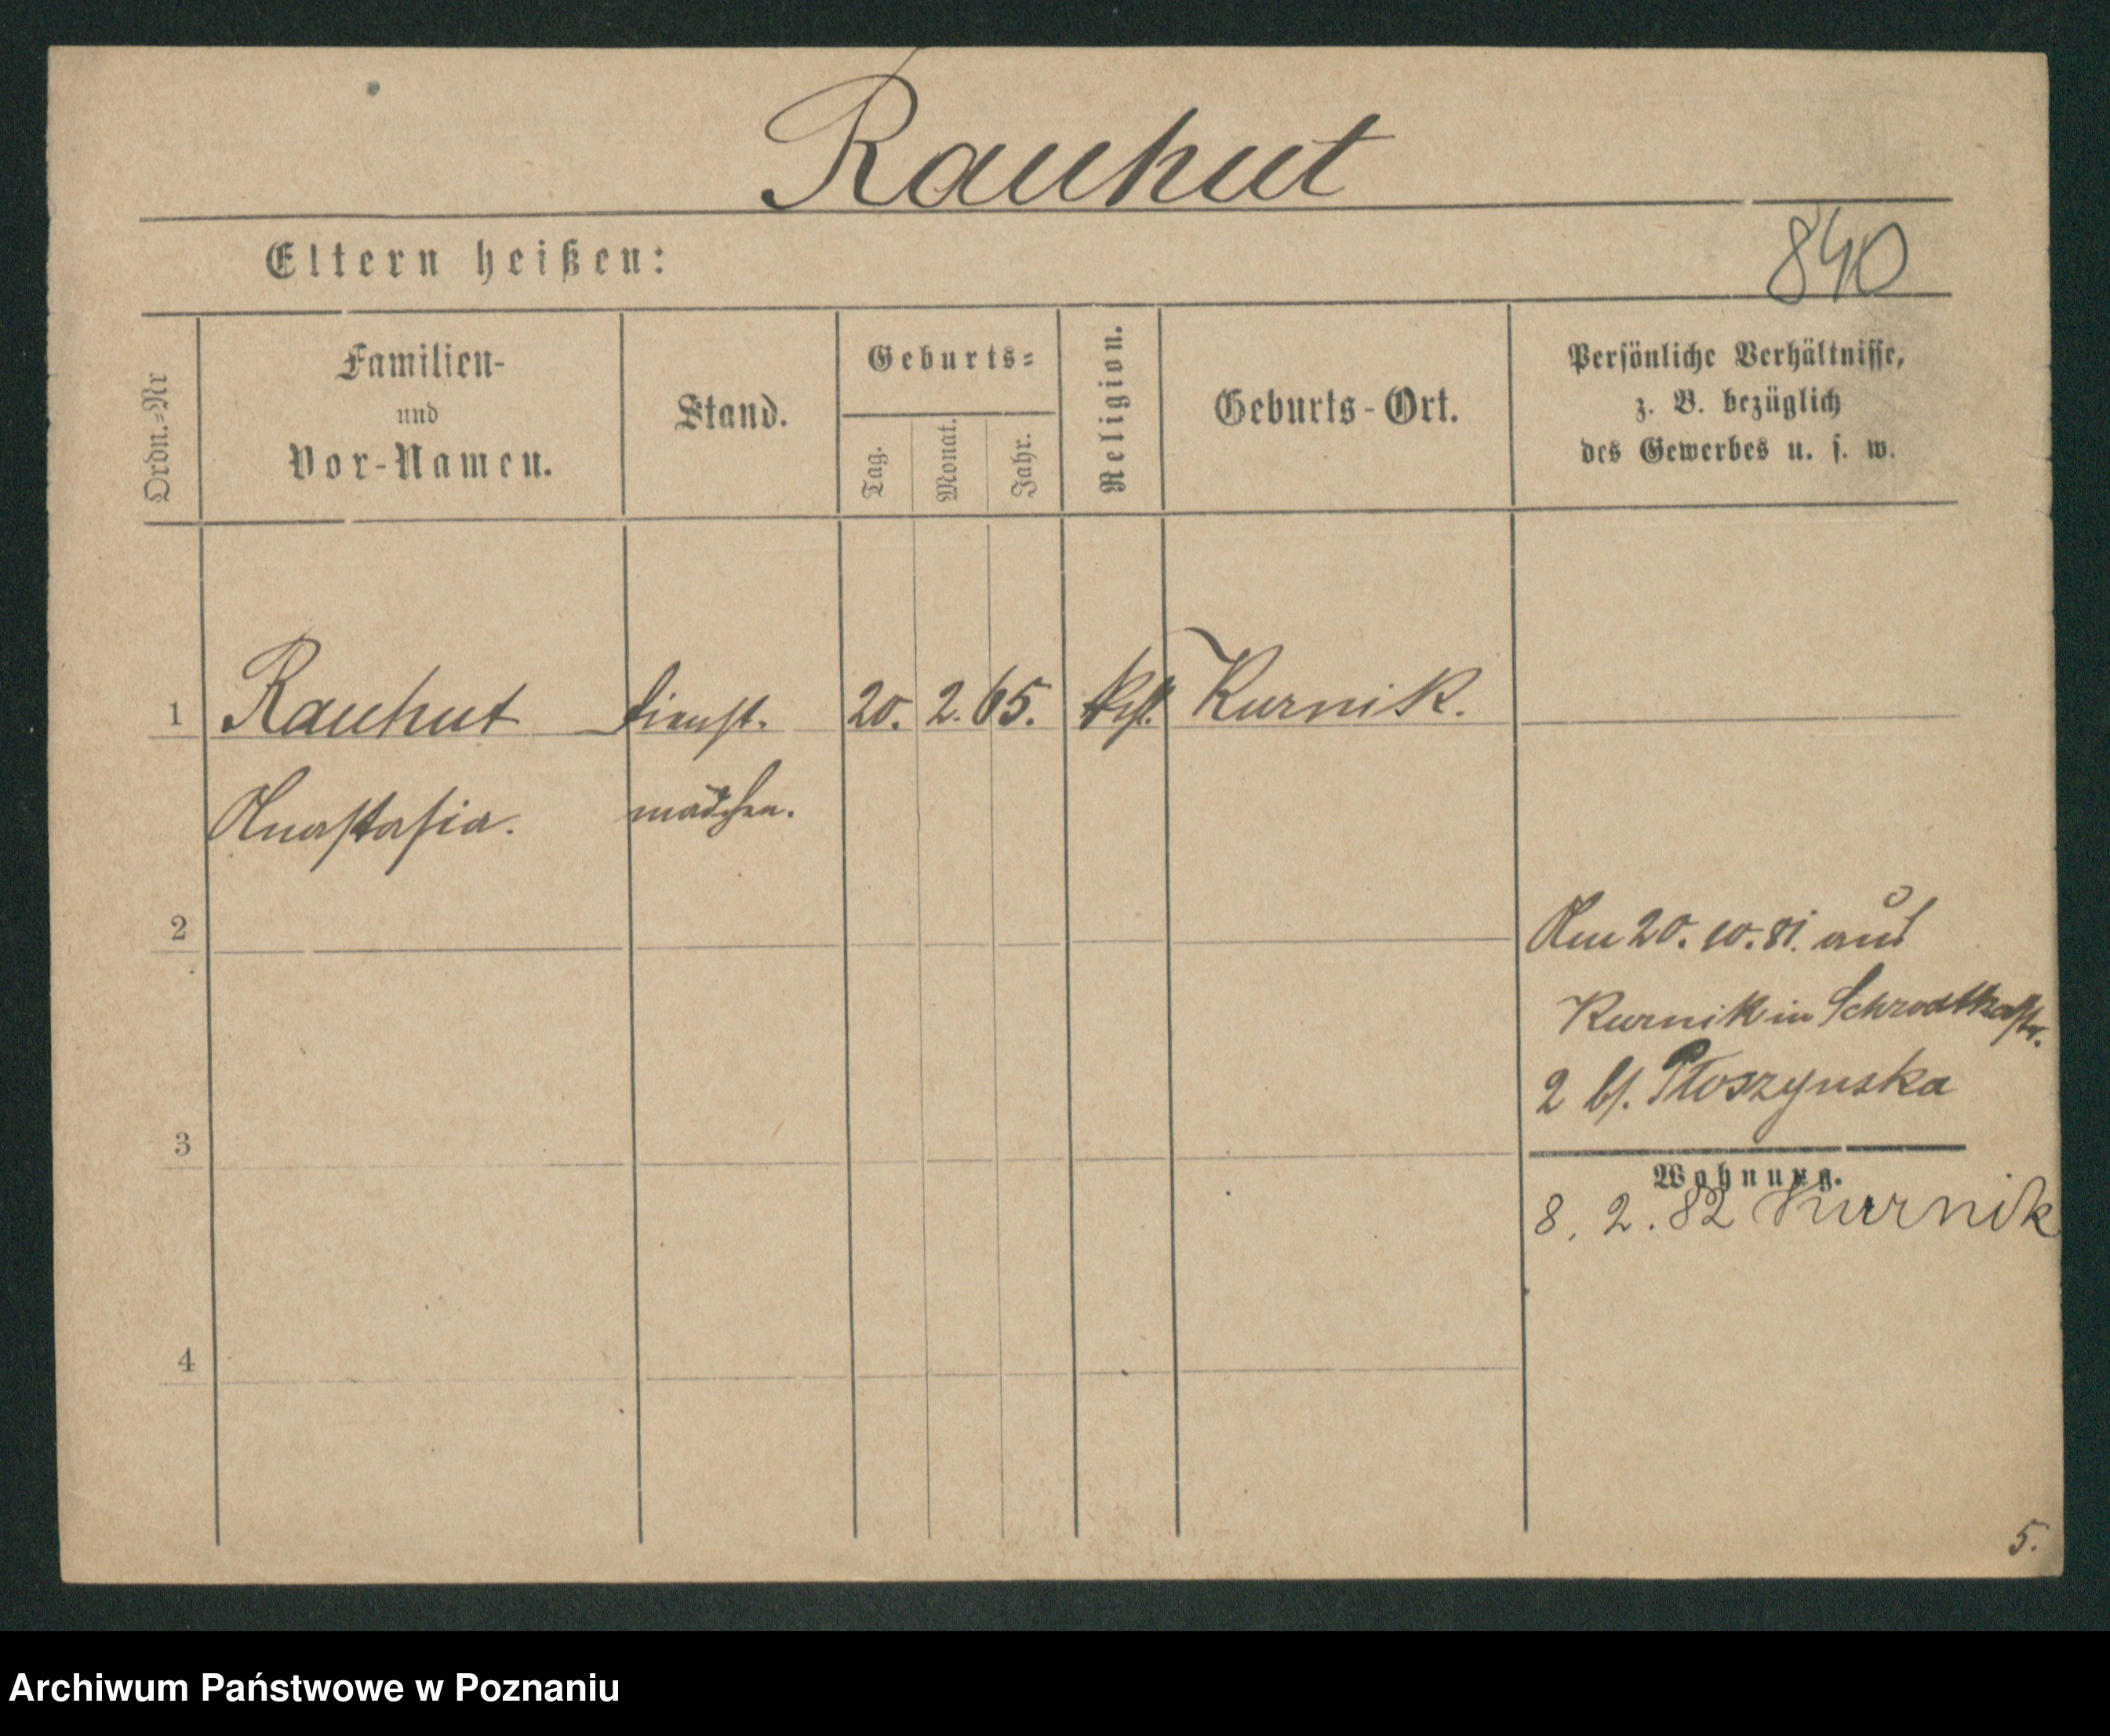 Rauhut
840
Eltern heißen:
Ordn.=Nr
Familien-
und
Vor-Namen.
Stand.
Geburts=
Tag.
Monat.
Jahr.
Religion.
Geburts-Ort.
Persönliche Verhältnisse,
z. B. bezüglich
des Gewerbes u. s. w.
1 Rauhut Dienst- 20. 2. 65. Kurnik.
Anastasia. mädchen.
2
Am 20. 10. 81. aus
Kurnik in Schrodkastr.
2 b/. Płoszynska
3
Wohnung.
8. 2. 82 Kurnik
4
5.
Archiwum Państwowe w Poznaniu